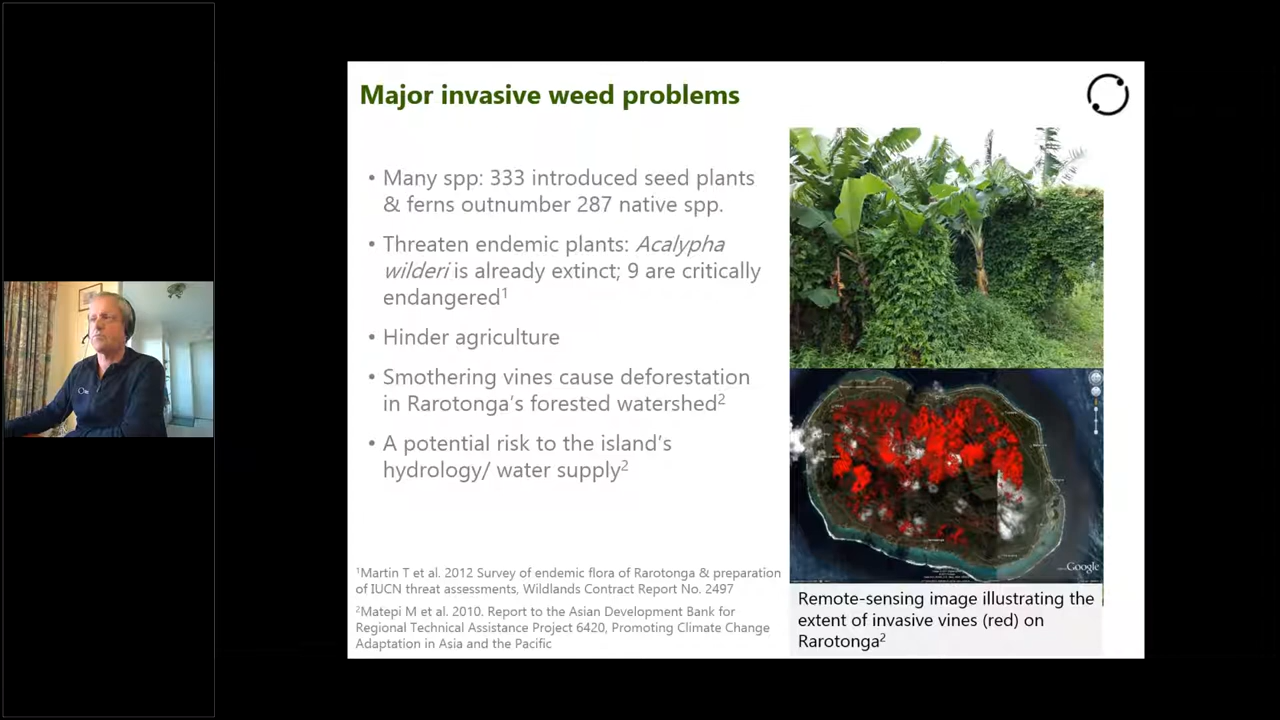 Major invasive weed problems
• Many spp: 333 introduced seed plants
& ferns outnumber 287 native spp.
• Threaten endemic plants: Acalypha
wilderi is already extinct; 9 are critically
endangered¹
• Hinder agriculture
• Smothering vines cause deforestation
in Rarotonga's forested watershed²
• A potential risk to the island's
hydrology/ water supply²
¹Martin T et al. 2012 Survey of endemic flora of Rarotonga & preparation
of IUCN threat assessments, Wildlands Contract Report No. 2497
²Matepi M et al. 2010. Report to the Asian Development Bank for
Regional Technical Assistance Project 6420, Promoting Climate Change
Adaptation in Asia and the Pacific
Google
Remote-sensing image illustrating the
extent of invasive vines (red) on
Rarotonga²